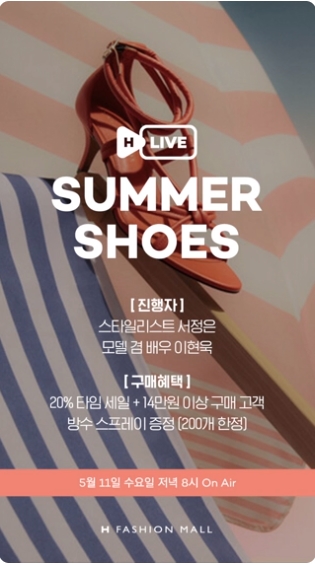 H LIVE
SUMMER
SHOES
[ 진행자 ]
스타일리스트 서정은
모델 겸 배우 이현욱
[ 구매혜택 ]
20% 타임 세일 + 14만원 이상 구매 고객
방수 스프레이 증정 (200개 한정)
5월 11일 수요일 저녁 8시 On Air
H FASHION MALL